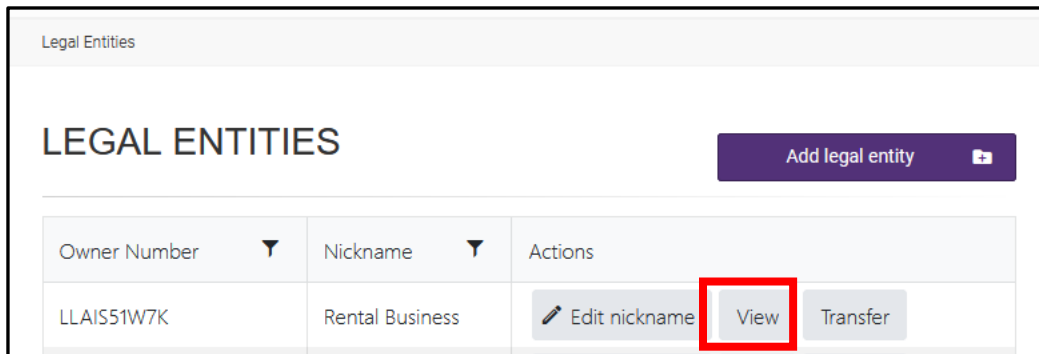 Legal Entities
LEGAL ENTITIES
Add legal entity
Owner Number Nickname Actions
LLAIS51W7K Rental Business Edit nickname View Transfer